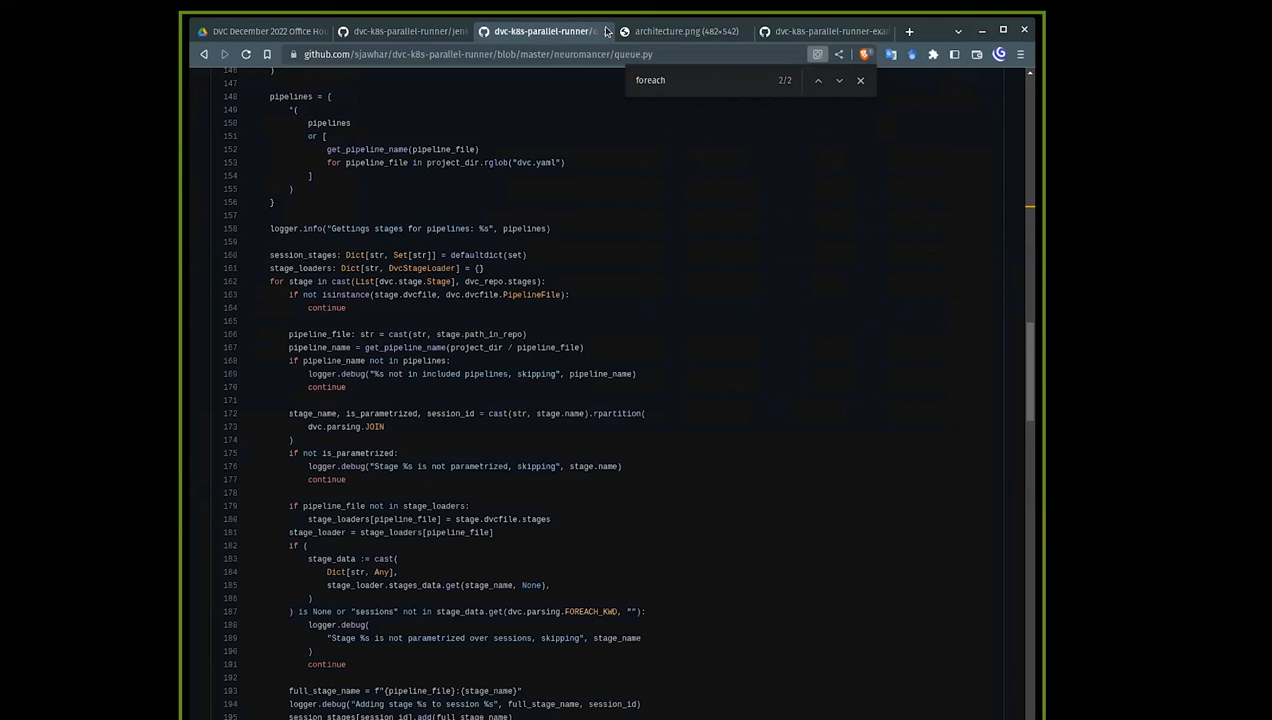 DVC December 2022 Office Hou
dvc-k8s-parallel-runner/jenk
dvc-k8s-parallel-runner/
architecture.png (482×542)
dvc-k8s-parallel-runner-exam
github.com/sjawhar/dvc-k8s-parallel-runner/blob/master/neuromancer/queue.py
foreach 2/2
146 )
147
148 pipelines = {
149 *(
150 pipelines
151 or [
152 get_pipeline_name(pipeline_file)
153 for pipeline_file in project_dir.rglob("dvc.yaml")
154 ]
155 )
156 }
157
158 logger.info("Gettings stages for pipelines: %s", pipelines)
159
160 session_stages: Dict[str, Set[str]] = defaultdict(set)
161 stage_loaders: Dict[str, DvcStageLoader] = {}
162 for stage in cast(List[dvc.stage.Stage], dvc_repo.stages):
163 if not isinstance(stage.dvcfile, dvc.dvcfile.PipelineFile):
164 continue
165
166 pipeline_file: str = cast(str, stage.path_in_repo)
167 pipeline_name = get_pipeline_name(project_dir / pipeline_file)
168 if pipeline_name not in pipelines:
169 logger.debug("%s not in included pipelines, skipping", pipeline_name)
170 continue
171
172 stage_name, is_parametrized, session_id = cast(str, stage.name).rpartition(
173 dvc.parsing.JOIN
174 )
175 if not is_parametrized:
176 logger.debug("Stage %s is not parametrized, skipping", stage.name)
177 continue
178
179 if pipeline_file not in stage_loaders:
180 stage_loaders[pipeline_file] = stage.dvcfile.stages
181 stage_loader = stage_loaders[pipeline_file]
182 if (
183 stage_data := cast(
184 Dict[str, Any],
185 stage_loader.stages_data.get(stage_name, None),
186 )
187 ) is None or "sessions" not in stage_data.get(dvc.parsing.FOREACH_KWD, ""):
188 logger.debug(
189 "Stage %s is not parametrized over sessions, skipping", stage_name
190 )
191 continue
192
193 full_stage_name = f"{pipeline_file}:{stage_name}"
194 logger.debug("Adding stage %s to session %s", full_stage_name, session_id)
195 session_stages[session_id].add(full_stage_name)